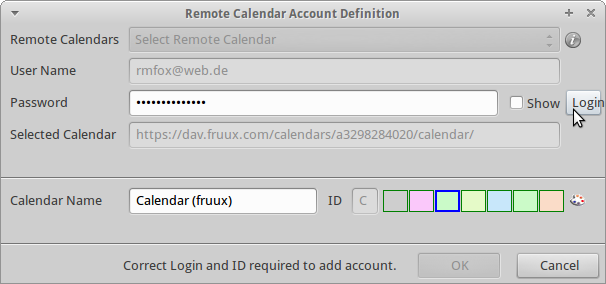 Remote Calendar Account Definition
Remote Calendars Select Remote Calendar
User Name rmfox@web.de
Password •••••••••••••• Show Login
Selected Calendar https://dav.fruux.com/calendars/a3298284020/calendar/
Calendar Name Calendar (fruux) ID C
Correct Login and ID required to add account. OK Cancel